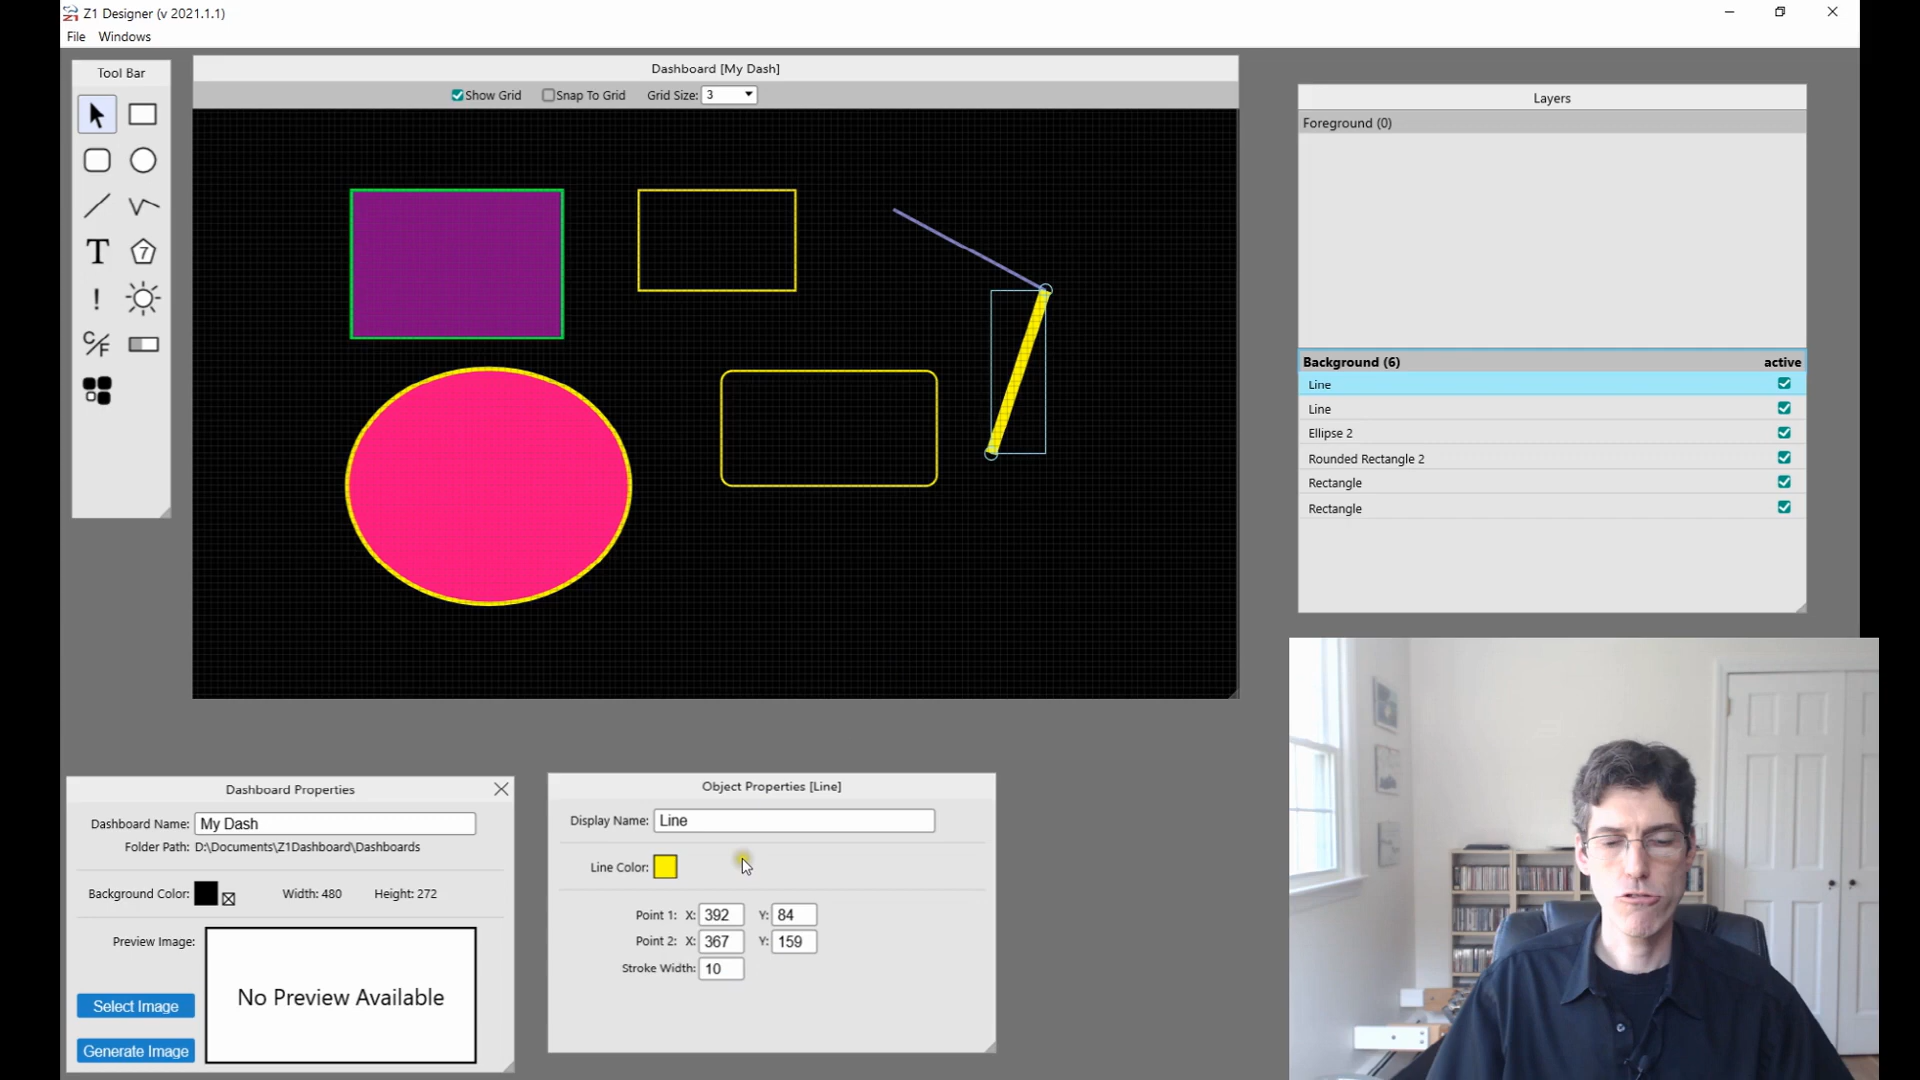 Z1 Designer (v 2021.1.1)
File Windows
Tool Bar
T 7
!
C/F
Dashboard [My Dash]
Show Grid Snap To Grid Grid Size: 3
Layers
Foreground (0)
Background (6) active
Line
Line
Ellipse 2
Rounded Rectangle 2
Rectangle
Rectangle
Dashboard Properties
Dashboard Name: My Dash
Folder Path: D:\Documents\Z1Dashboard\Dashboards
Background Color: Width: 480 Height: 272
Preview Image:
No Preview Available
Select Image
Generate Image
Object Properties [Line]
Display Name: Line
Line Color:
Point 1: X: 392 Y: 84
Point 2: X: 367 Y: 159
Stroke Width: 10